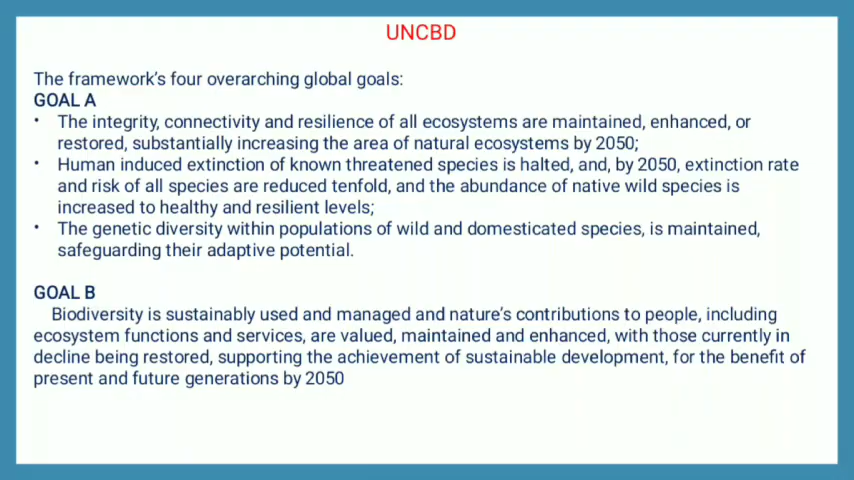 UNCBD
The framework's four overarching global goals:
GOAL A
• The integrity, connectivity and resilience of all ecosystems are maintained, enhanced, or
restored, substantially increasing the area of natural ecosystems by 2050;
• Human induced extinction of known threatened species is halted, and, by 2050, extinction rate
and risk of all species are reduced tenfold, and the abundance of native wild species is
increased to healthy and resilient levels;
• The genetic diversity within populations of wild and domesticated species, is maintained,
safeguarding their adaptive potential.
GOAL B
Biodiversity is sustainably used and managed and nature's contributions to people, including
ecosystem functions and services, are valued, maintained and enhanced, with those currently in
decline being restored, supporting the achievement of sustainable development, for the benefit of
present and future generations by 2050